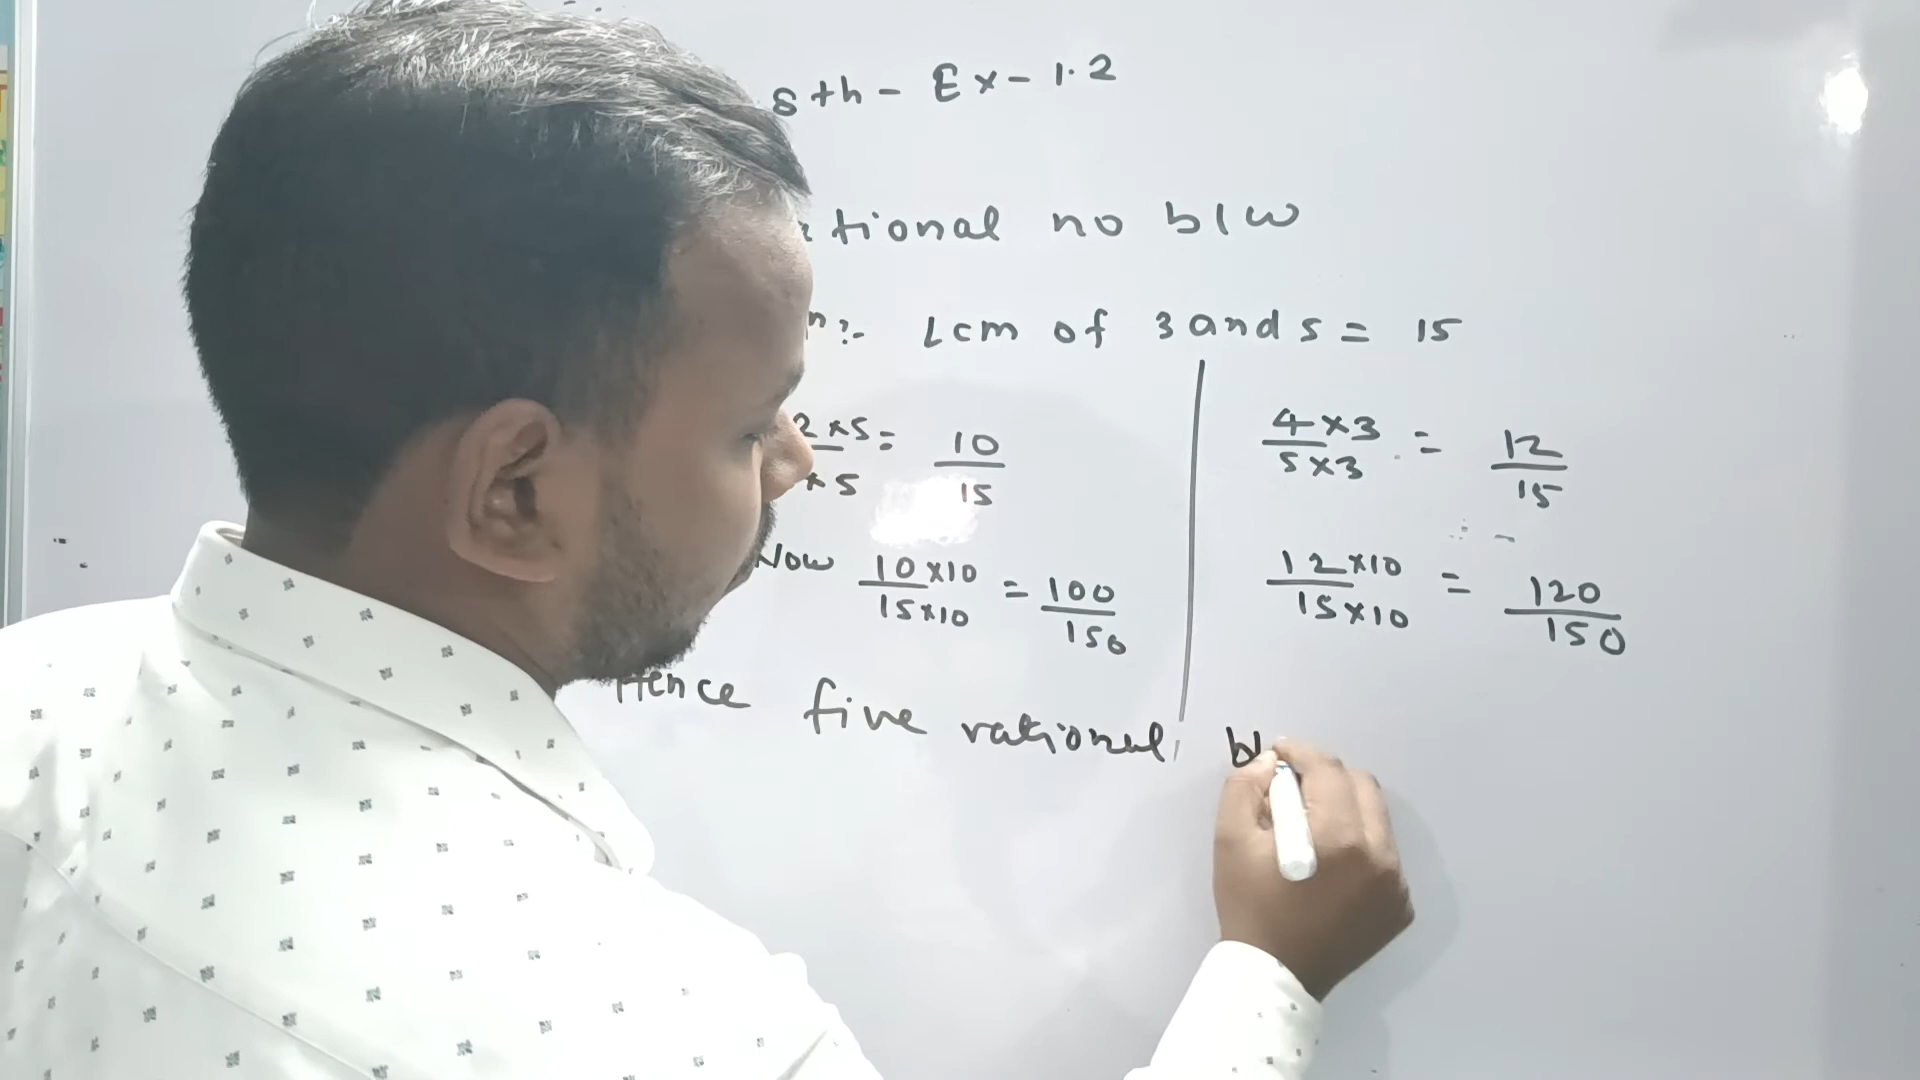 8th - Ex - 1.2
tional no b/w
n :- Lcm of 3 and 5 = 15
2×5 / ×5 = 10/15
4×3 / 5×3 = 12/15
Now 10×10 / 15×10 = 100/150
12×10 / 15×10 = 120/150
Hence five rational b/